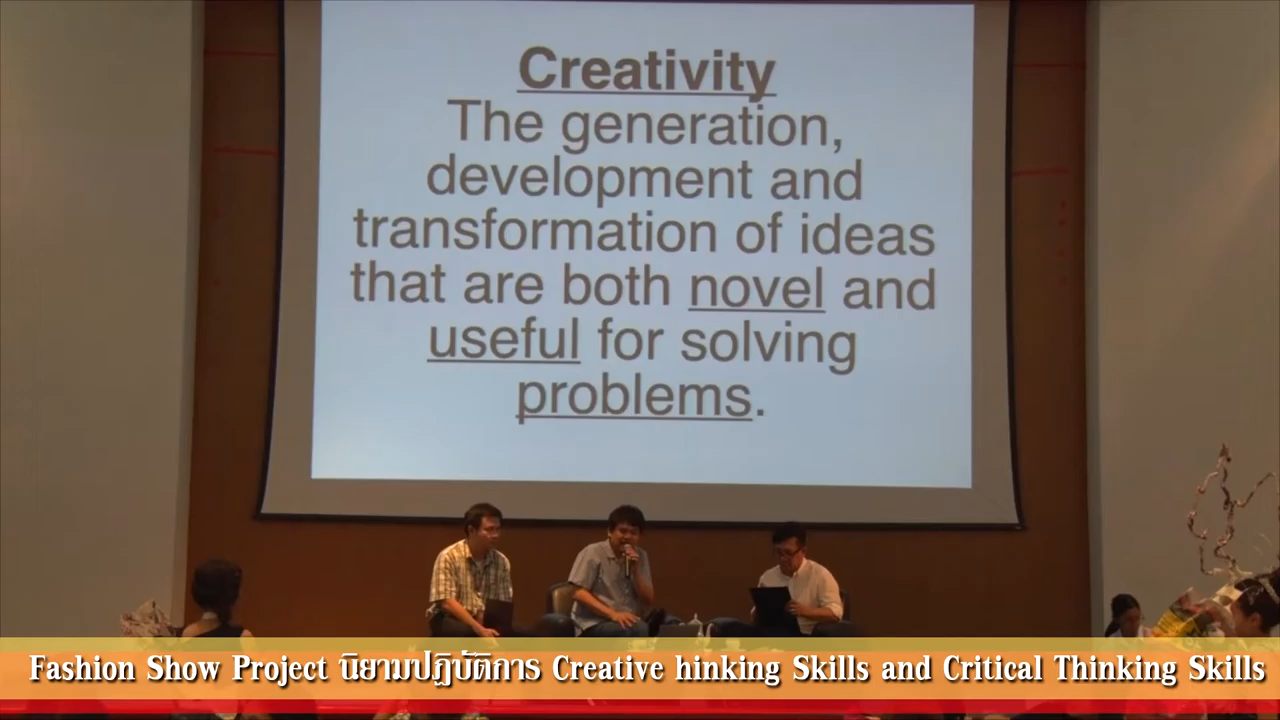 Creativity
The generation,
development and
transformation of ideas
that are both novel and
useful for solving
problems.
Fashion Show Project นิยามปฏิบัติการ Creative hinking Skills and Critical Thinking Skills